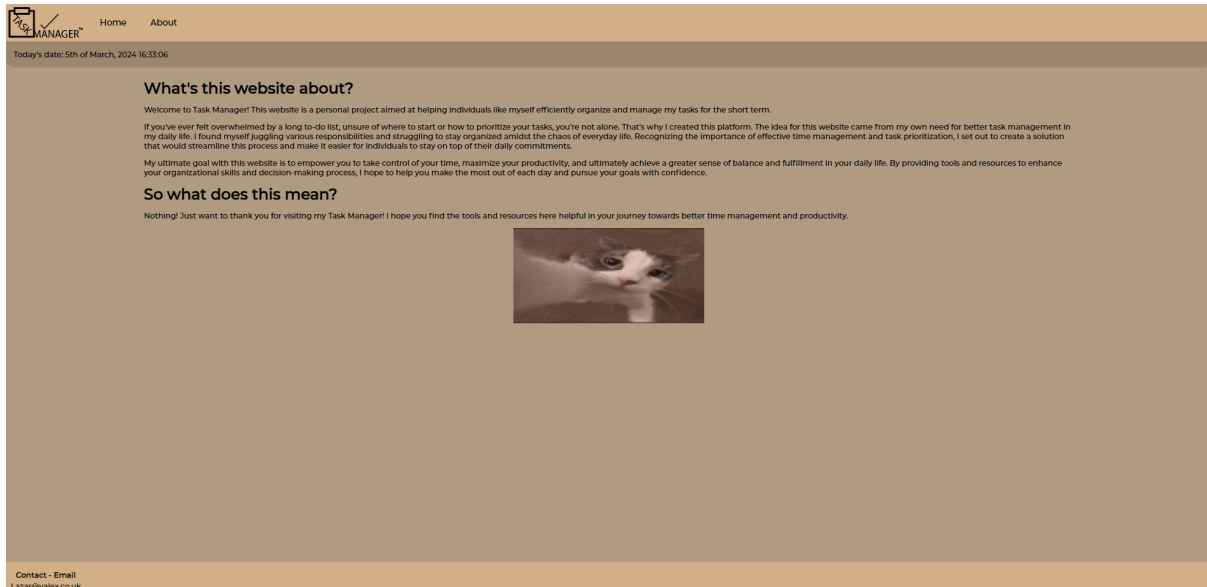 TASK
MANAGER™
Home
About
Today's date: 5th of March, 2024 16:33:06
What's this website about?
Welcome to Task Manager! This website is a personal project aimed at helping individuals like myself efficiently organize and manage my tasks for the short term.
If you've ever felt overwhelmed by a long to-do list, unsure of where to start or how to prioritize your tasks, you're not alone. That's why I created this platform. The idea for this website came from my own need for better task management in
my daily life. I found myself juggling various responsibilities and struggling to stay organized amidst the chaos of everyday life. Recognizing the importance of effective time management and task prioritization, I set out to create a solution
that would streamline this process and make it easier for individuals to stay on top of their daily commitments.
My ultimate goal with this website is to empower you to take control of your time, maximize your productivity, and ultimately achieve a greater sense of balance and fulfillment in your daily life. By providing tools and resources to enhance
your organizational skills and decision-making process, I hope to help you make the most out of each day and pursue your goals with confidence.
So what does this mean?
Nothing! Just want to thank you for visiting my Task Manager! I hope you find the tools and resources here helpful in your journey towards better time management and productivity.
Contact - Email
Lazar@valex.co.uk